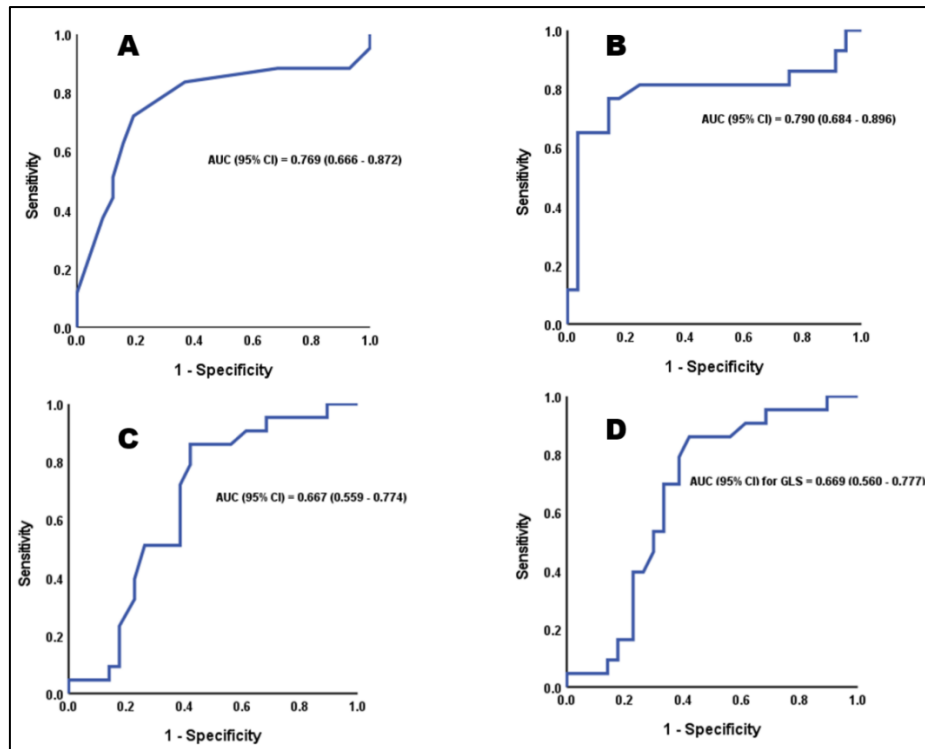 A
1.0
0.8
0.6
0.4
0.2
0.0
Sensitivity
AUC (95% CI) = 0.769 (0.666 - 0.872)
0.0 0.2 0.4 0.6 0.8 1.0
1 - Specificity
B
1.0
0.8
0.6
0.4
0.2
0.0
Sensitivity
AUC (95% CI) = 0.790 (0.684 - 0.896)
0.0 0.2 0.4 0.6 0.8 1.0
1 - Specificity
C
1.0
0.8
0.6
0.4
0.2
0.0
Sensitivity
AUC (95% CI) = 0.667 (0.559 - 0.774)
0.0 0.2 0.4 0.6 0.8 1.0
1 - Specificity
D
1.0
0.8
0.6
0.4
0.2
0.0
Sensitivity
AUC (95% CI) for GLS = 0.669 (0.560 - 0.777)
0.0 0.2 0.4 0.6 0.8 1.0
1 - Specificity